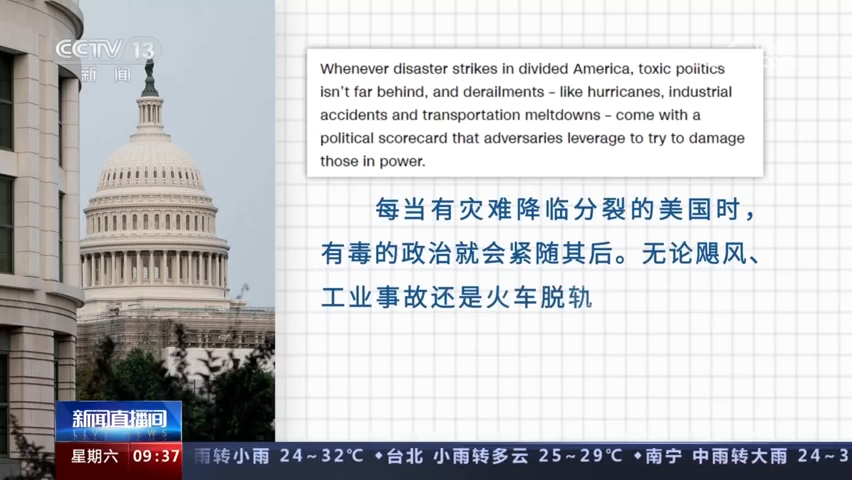 CCTV 13
新闻
Whenever disaster strikes in divided America, toxic politics
isn't far behind, and derailments – like hurricanes, industrial
accidents and transportation meltdowns – come with a
political scorecard that adversaries leverage to try to damage
those in power.
每当有灾难降临分裂的美国时，
有毒的政治就会紧随其后。无论飓风、
工业事故还是火车脱轨
新闻直播间
LIVE NEWS
星期六 09:37
雨转小雨 24～32℃ ◆台北 小雨转多云 25～29℃ ◆南宁 中雨转大雨 24～3